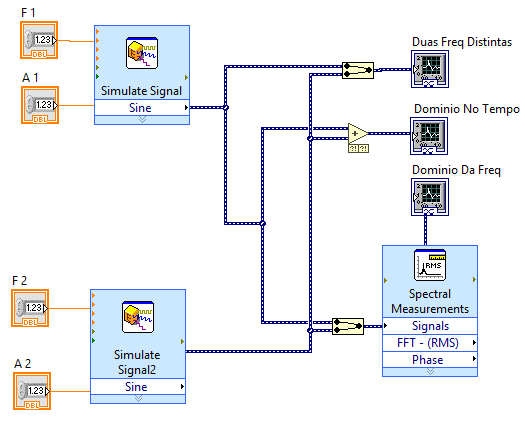 F 1
1.23
DBL
A 1
1.23
DBL
Simulate Signal
Sine
Duas Freq Distintas
Dominio No Tempo
+
?!
?!
Dominio Da Freq
F 2
1.23
DBL
A 2
1.23
DBL
Simulate
Signal2
Sine
RMS
Spectral
Measurements
Signals
FFT - (RMS)
Phase